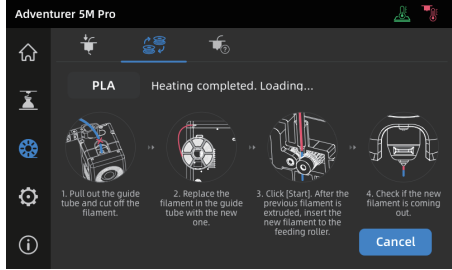 Adventurer 5M Pro
PLA
Heating completed. Loading...
1. Pull out the guide
tube and cut off the
filament.
2. Replace the
filament in the guide
tube with the new
one.
3. Click [Start]. After the
previous filament is
extruded, insert the
new filament to the
feeding roller.
4. Check if the new
filament is coming
out.
Cancel